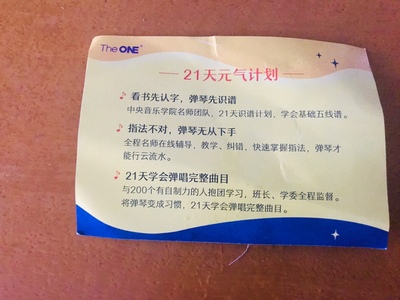 The ONE
21天元气计划
看书先认字，弹琴先识谱
中央音乐学院名师团队，21天识谱计划，学会基础五线谱。
指法不对，弹琴无从下手
全程名师在线辅导，教学、纠错，快速掌握指法，弹琴才
能行云流水。
21天学会弹唱完整曲目
与200个有自制力的人抱团学习，班长、学委全程监督。
将弹琴变成习惯，21天学会弹唱完整曲目。